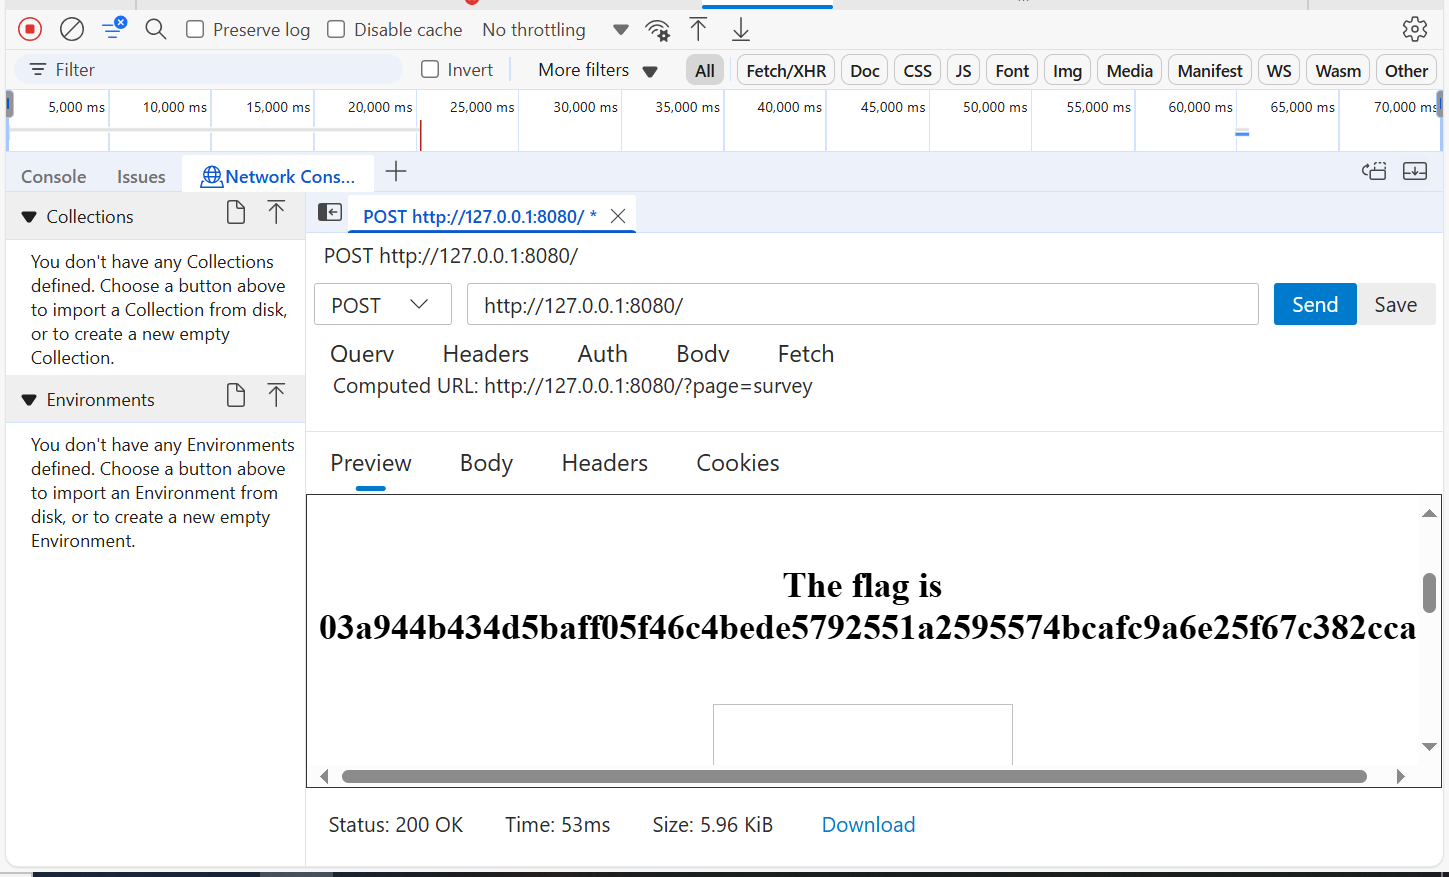 Preserve log Disable cache No throttling
Filter Invert More filters All Fetch/XHR Doc CSS JS Font Img Media Manifest WS Wasm Other
5,000 ms 10,000 ms 15,000 ms 20,000 ms 25,000 ms 30,000 ms 35,000 ms 40,000 ms 45,000 ms 50,000 ms 55,000 ms 60,000 ms 65,000 ms 70,000 ms
Console Issues Network Cons...
Collections
You don't have any Collections
defined. Choose a button above
to import a Collection from disk,
or to create a new empty
Collection.
Environments
You don't have any Environments
defined. Choose a button above
to import an Environment from
disk, or to create a new empty
Environment.
POST http://127.0.0.1:8080/ *
POST http://127.0.0.1:8080/
POST http://127.0.0.1:8080/ Send Save
Query Headers Auth Body Fetch
Computed URL: http://127.0.0.1:8080/?page=survey
Preview Body Headers Cookies
The flag is
03a944b434d5baff05f46c4bede5792551a2595574bcafc9a6e25f67c382cca
Status: 200 OK Time: 53ms Size: 5.96 KiB Download